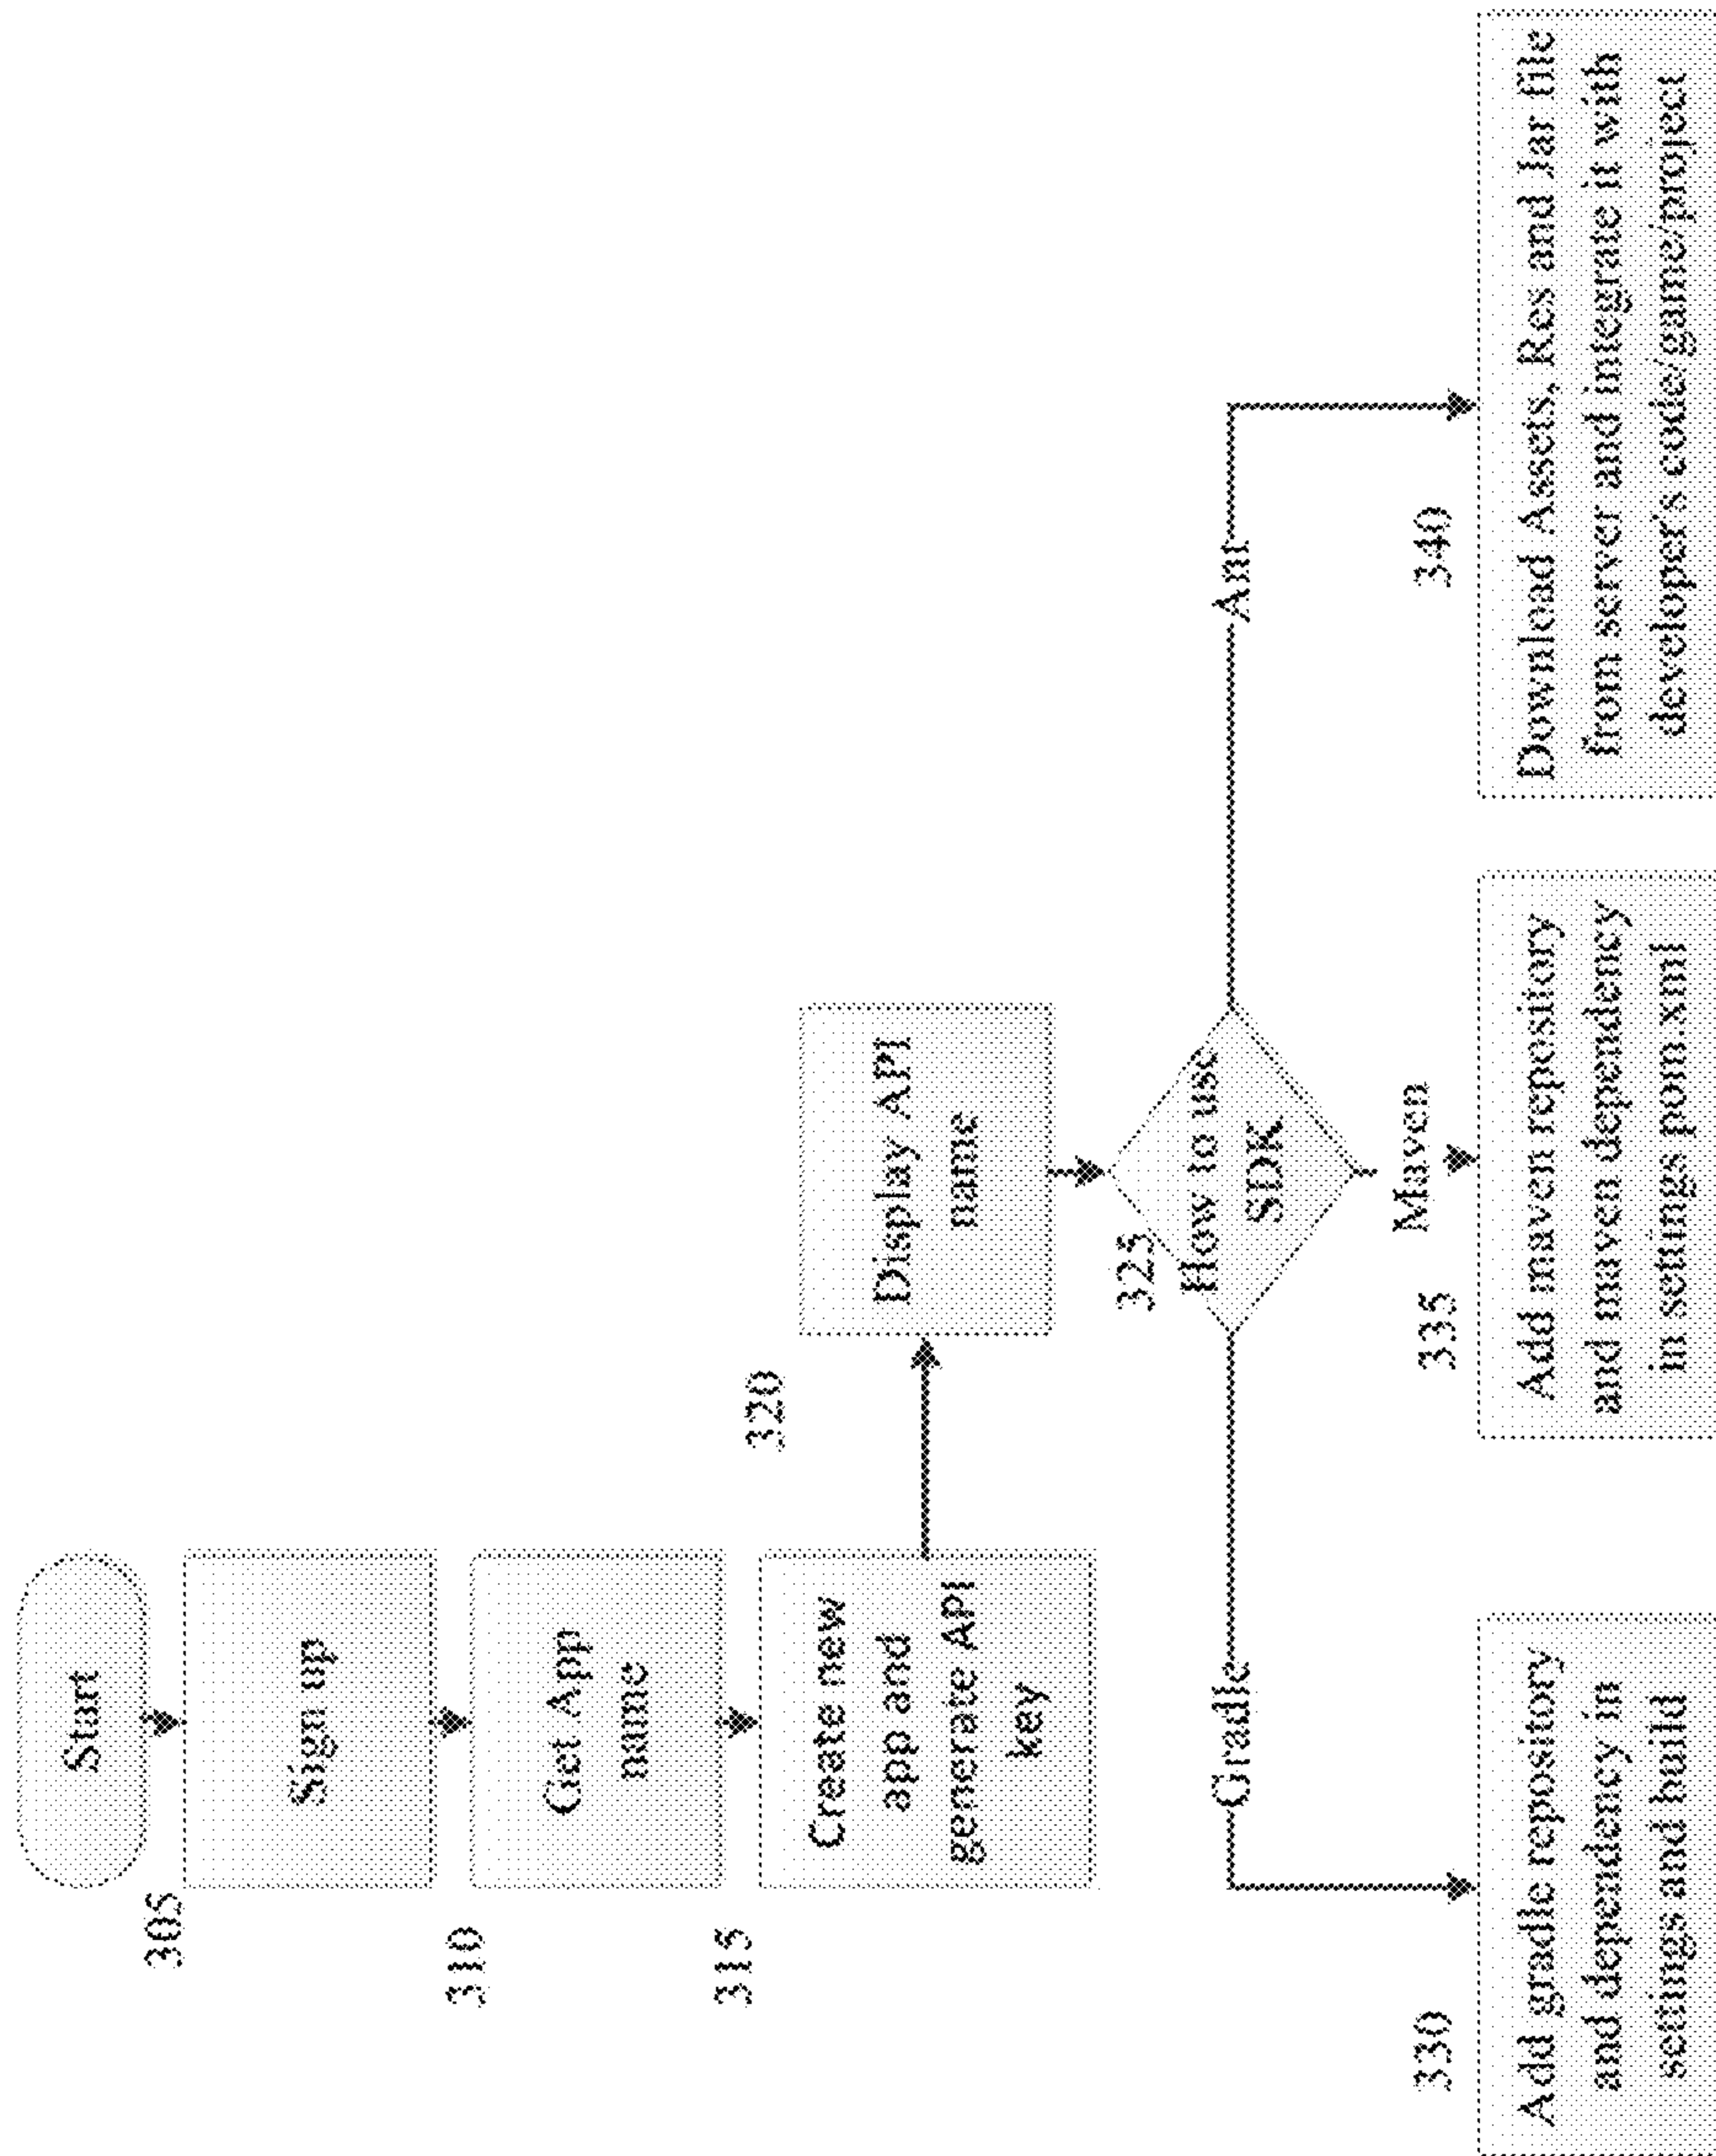 Start
305
Sign up
310
Get App
name
315
Create new
app and
generate API
key
320
Display API
name
325
How to use
SDK
Gradle
Maven
Ant
330
Add gradle repository
and dependency in
settings and build
335
Add maven repository
and maven dependency
in settings pom.xml
340
Download Assets, Res and Jar file
from server and integrate it with
developer's code/game/project